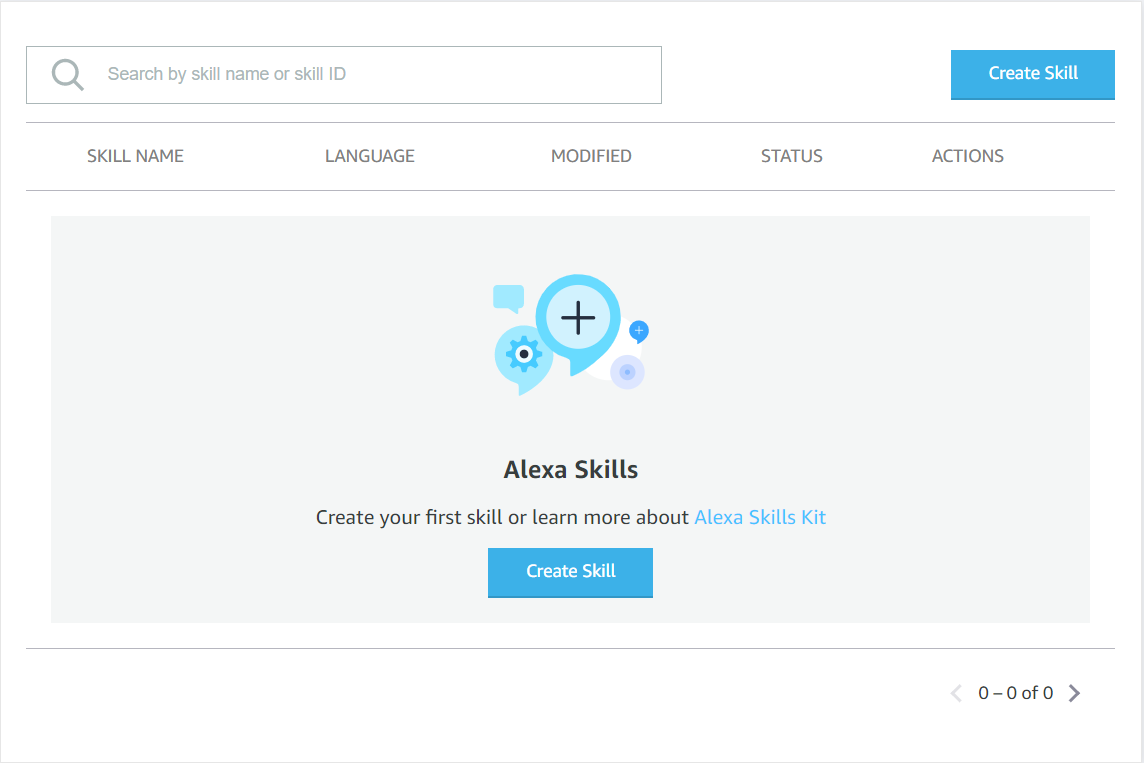 Search by skill name or skill ID
Create Skill
SKILL NAME LANGUAGE MODIFIED STATUS ACTIONS
Alexa Skills
Create your first skill or learn more about Alexa Skills Kit
Create Skill
0 – 0 of 0